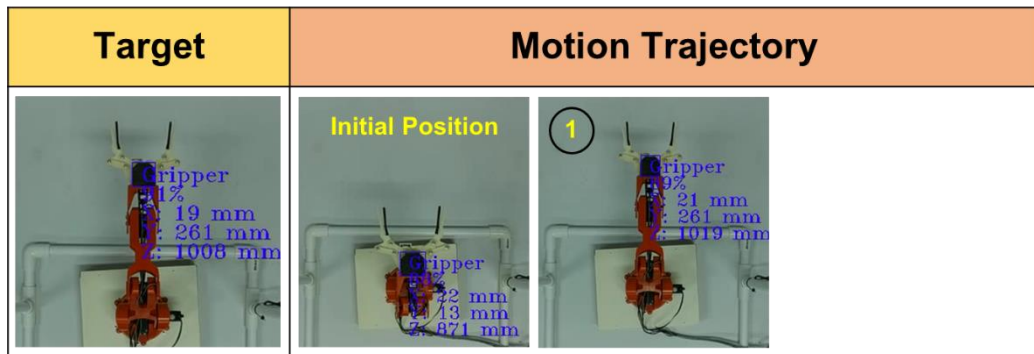 Target
Motion Trajectory
Gripper
X: 19 mm
Y: 261 mm
Z: 1008 mm
Initial Position
Gripper
22 mm
13 mm
Z: 871 mm
1
Gripper
21 mm
261 mm
Z: 1019 mm